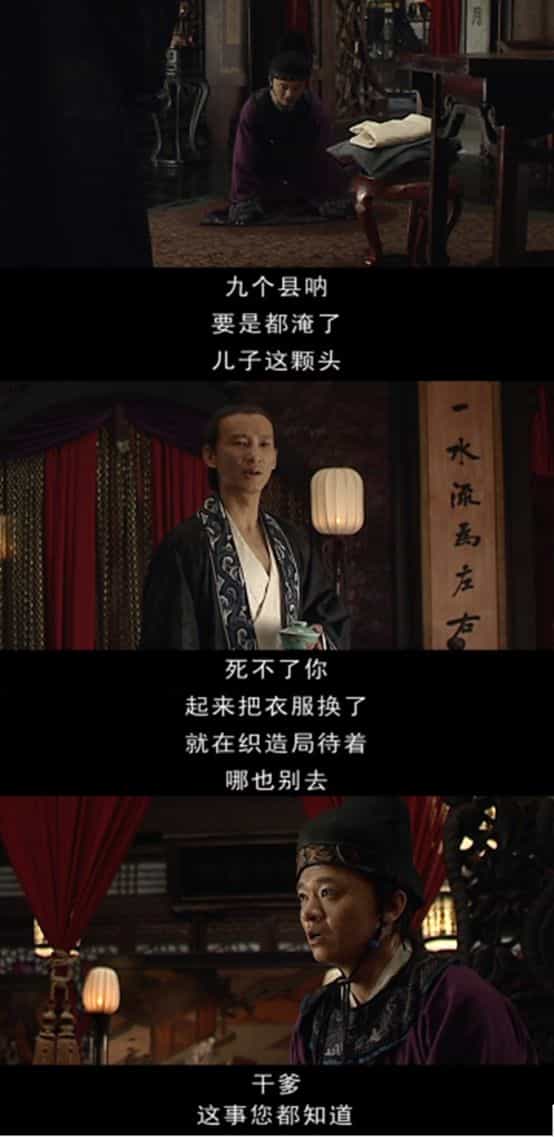 月
九个县呐
要是都淹了
儿子这颗头
一水流西左右
死不了你
起来把衣服换了
就在织造局待着
哪也别去
干爹
这事您都知道